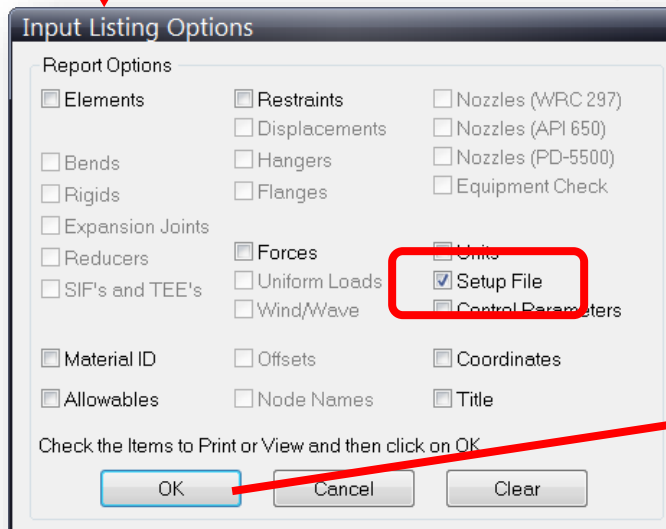 Input Listing Options
Report Options
Elements
Restraints
Nozzles (WRC 297)
Displacements
Nozzles (API 650)
Bends
Hangers
Nozzles (PD-5500)
Rigids
Flanges
Equipment Check
Expansion Joints
Reducers
Forces
Units
SIF's and TEE's
Uniform Loads
Setup File
Wind/Wave
Control Parameters
Material ID
Offsets
Coordinates
Allowables
Node Names
Title
Check the Items to Print or View and then click on OK
OK
Cancel
Clear